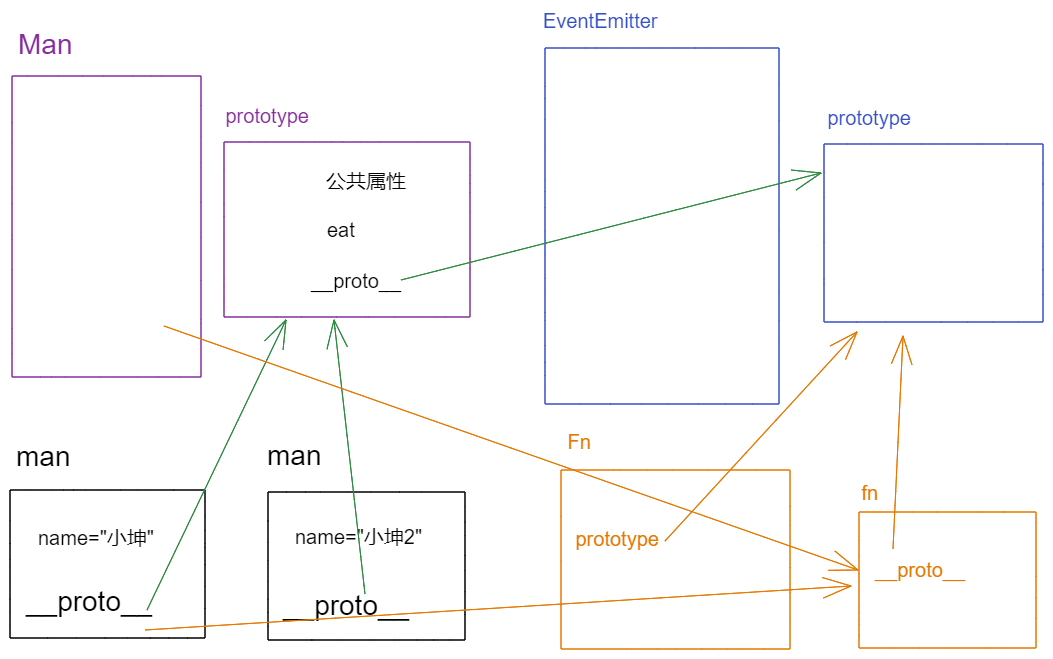 Man
prototype
公共属性
eat
__proto__
EventEmitter
prototype
man
name="小坤"
__proto__
man
name="小坤2"
__proto__
Fn
prototype
fn
__proto__